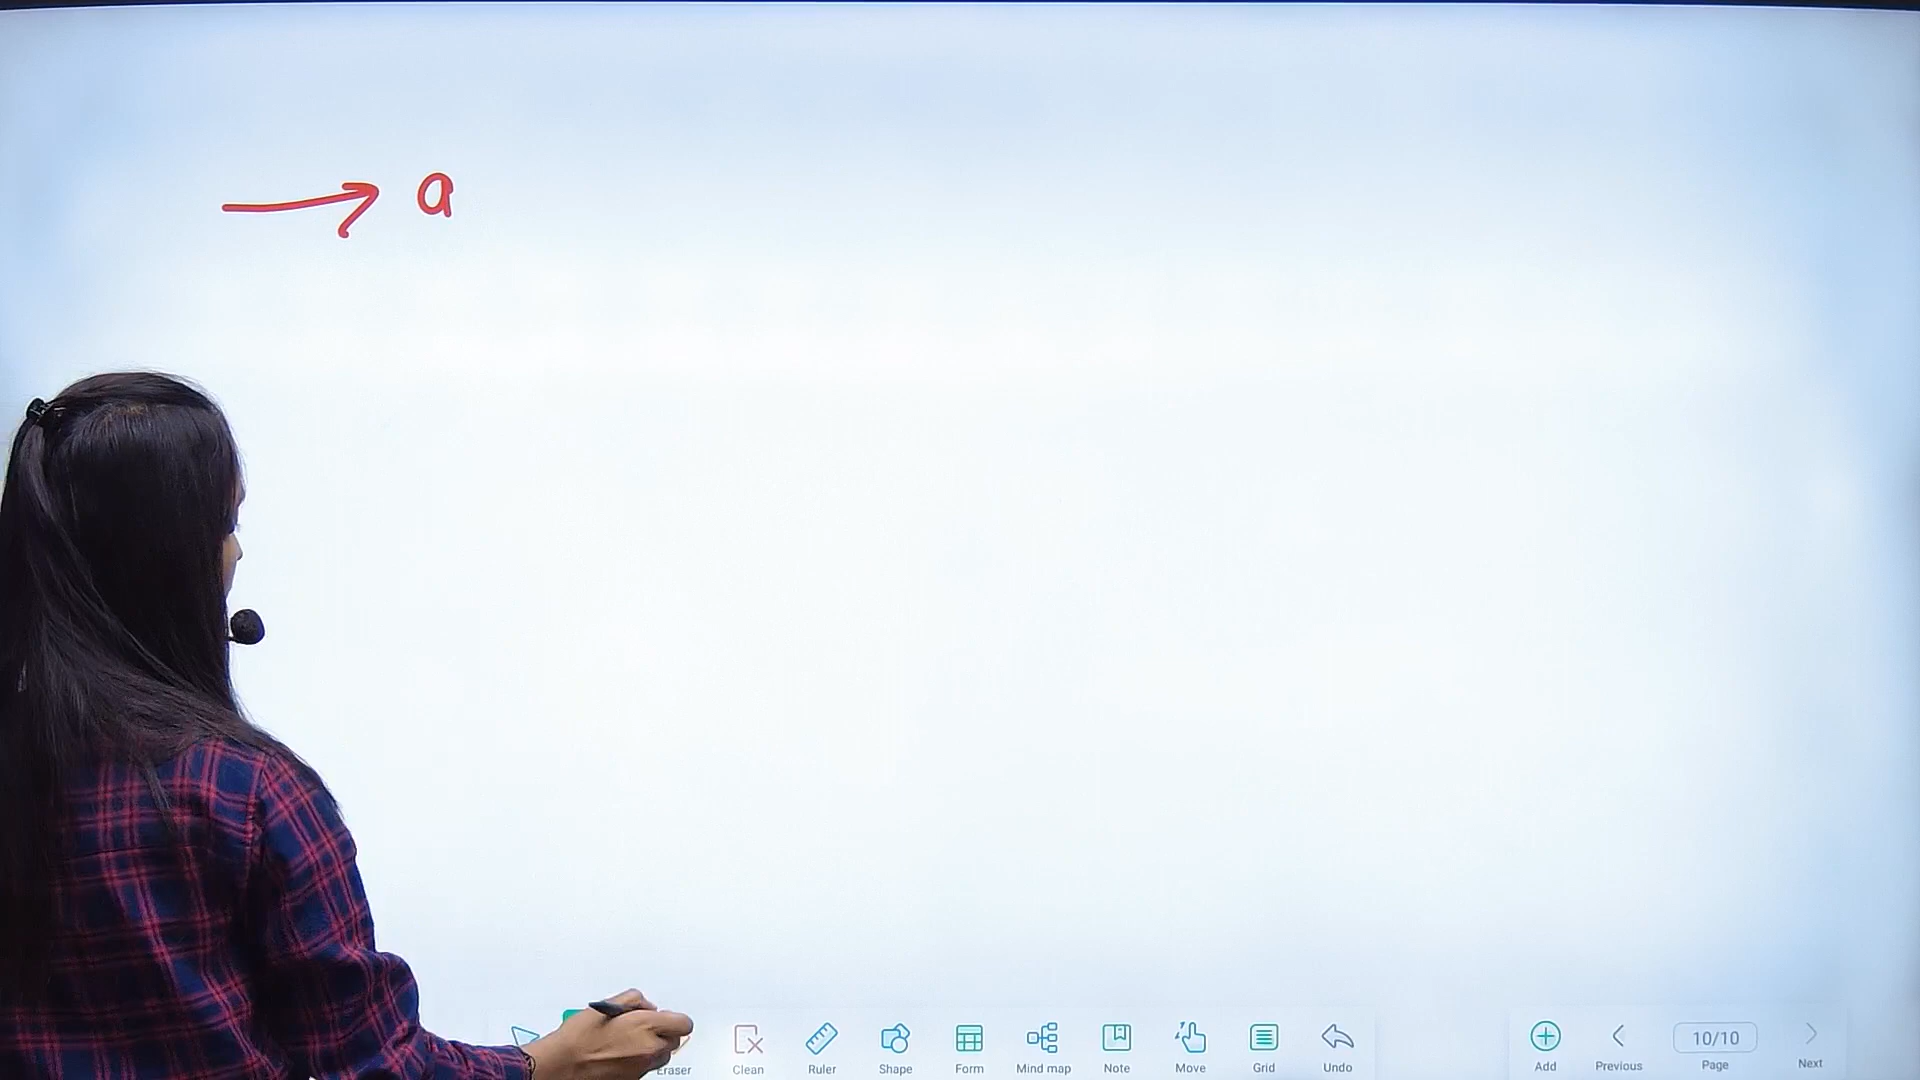 → a
Eraser
Clean
Ruler
Shape
Form
Mind map
Note
Move
Grid
Undo
Add
Previous
10/10
Page
Next